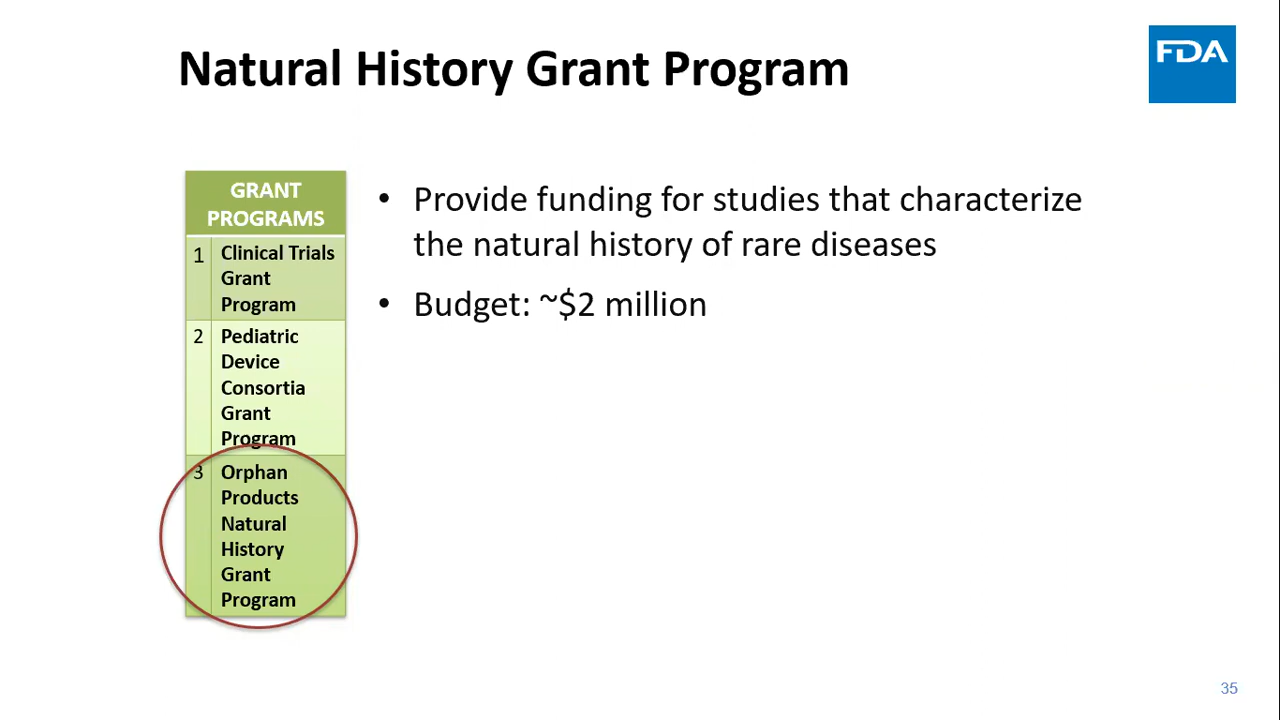 Natural History Grant Program
FDA
GRANT
PROGRAMS
1 Clinical Trials
Grant
Program
2 Pediatric
Device
Consortia
Grant
Program
3 Orphan
Products
Natural
History
Grant
Program
• Provide funding for studies that characterize
the natural history of rare diseases
• Budget: ~$2 million
35